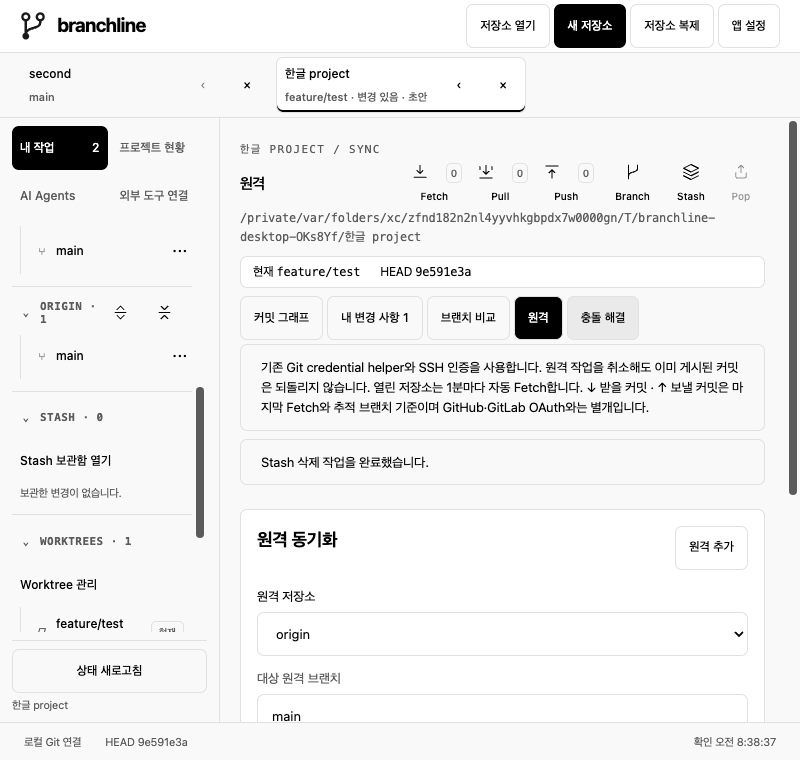 branchline
저장소 열기
새 저장소
저장소 복제
앱 설정
second
main
한글 project
feature/test · 변경 있음 · 초안
내 작업 2
프로젝트 현황
AI Agents
외부 도구 연결
main
ORIGIN ·
1
main
STASH · 0
Stash 보관함 열기
보관한 변경이 없습니다.
WORKTREES · 1
Worktree 관리
feature/test
현재
상태 새로고침
한글 project
한글 PROJECT / SYNC
원격
0
Fetch
0
Pull
0
Push
Branch
Stash
Pop
/private/var/folders/xc/zfnd182n2nl4yyvhkgbpdx7w0000gn/T/branchline-
desktop-OKs8Yf/한글 project
현재 feature/test HEAD 9e591e3a
커밋 그래프
내 변경 사항 1
브랜치 비교
원격
충돌 해결
기존 Git credential helper와 SSH 인증을 사용합니다. 원격 작업을 취소해도 이미 게시된 커밋
은 되돌리지 않습니다. 열린 저장소는 1분마다 자동 Fetch합니다. ↓ 받을 커밋 · ↑ 보낼 커밋은 마
지막 Fetch와 추적 브랜치 기준이며 GitHub·GitLab OAuth와는 별개입니다.
Stash 삭제 작업을 완료했습니다.
원격 동기화
원격 추가
원격 저장소
origin
대상 원격 브랜치
main
로컬 Git 연결
HEAD 9e591e3a
확인 오전 8:38:37